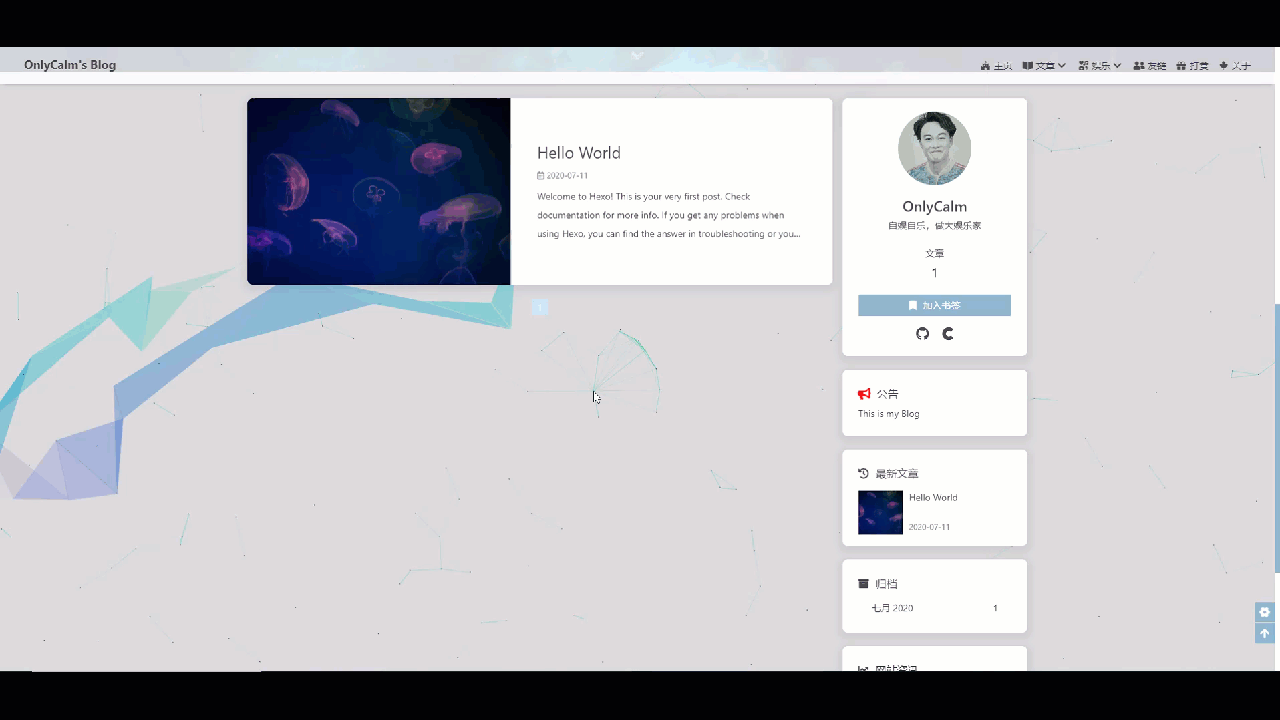 OnlyCalm's Blog
主页 文章 娱乐 友链 打赏 关于
Hello World
2020-07-11
Welcome to Hexo! This is your very first post. Check
documentation for more info. If you get any problems when
using Hexo, you can find the answer in troubleshooting or you...
1
OnlyCalm
自娱自乐，做大娱乐家
文章
1
加入书签
公告
This is my Blog
最新文章
Hello World
2020-07-11
归档
七月 2020 1
网站资讯